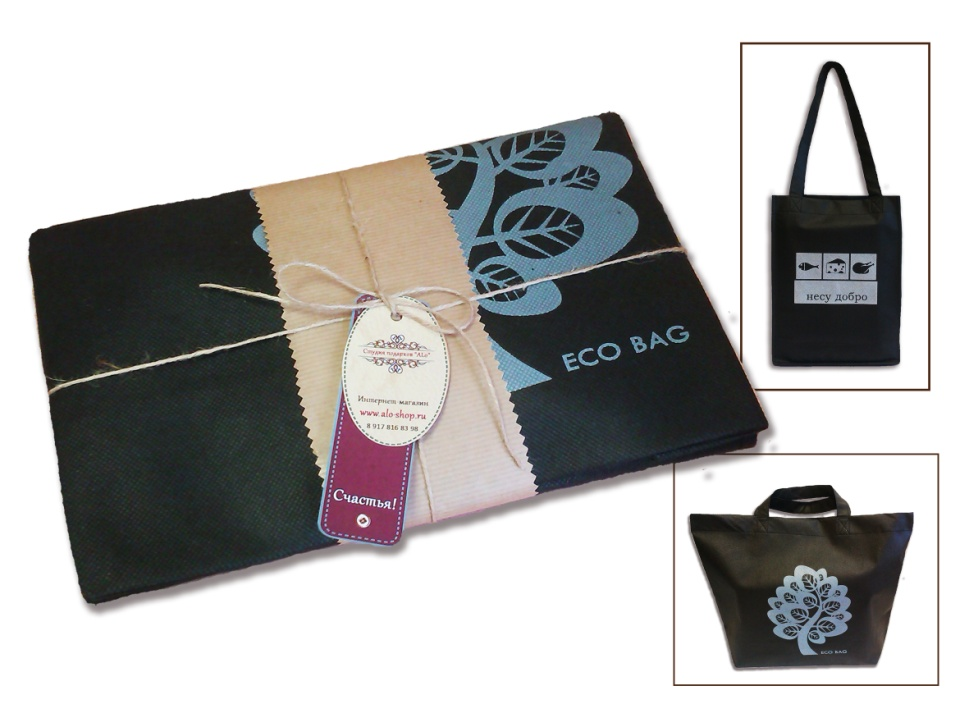 ECO BAG
Студия подарков "ALo"
Интернет-магазин
www.alo-shop.ru
8 917 816 83 98
Счастья!
несу добро
ECO BAG